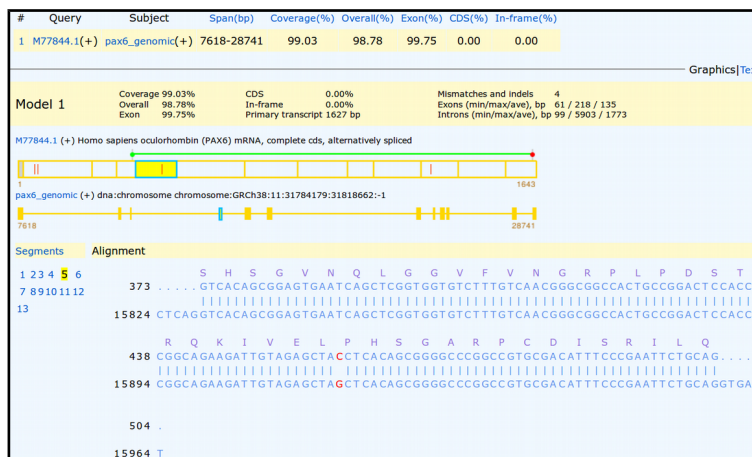 # Query Subject Span(bp) Coverage(%) Overall(%) Exon(%) CDS(%) In-frame(%)
1 M77844.1(+) pax6_genomic(+) 7618-28741 99.03 98.78 99.75 0.00 0.00
Graphics|Te
Model 1
Coverage 99.03% CDS 0.00% Mismatches and indels 4
Overall 98.78% In-frame 0.00% Exons (min/max/ave), bp 61 / 218 / 135
Exon 99.75% Primary transcript 1627 bp Introns (min/max/ave), bp 99 / 5903 / 1773
M77844.1 (+) Homo sapiens oculorhombin (PAX6) mRNA, complete cds, alternatively spliced
1 1643
pax6_genomic (+) dna:chromosome chromosome:GRCh38:11:31784179:31818662:-1
7618 28741
Segments Alignment
1 2 3 4 5 6
7 8 9 10 11 12
13
S H S G V N Q L G G V F V N G R P L P D S T
373 .....GTCACAGCGGAGTGAATCAGCTCGGTGGTGTCTTTGTCAACGGGCGGCCACTGCCGGACTCCACC
15824 CTCAGGTCACAGCGGAGTGAATCAGCTCGGTGGTGTCTTTGTCAACGGGCGGCCACTGCCGGACTCCACC
R Q K I V E L P H S G A R P C D I S R I L Q
438 CGGCAGAAGATTGTAGAGCTACCTCACAGCGGGGCCCGGCCGTGCGACATTTCCCGAATTCTGCAG....
15894 CGGCAGAAGATTGTAGAGCTAGCTCACAGCGGGGCCCGGCCGTGCGACATTTCCCGAATTCTGCAGGTGA
504 .
15964 T